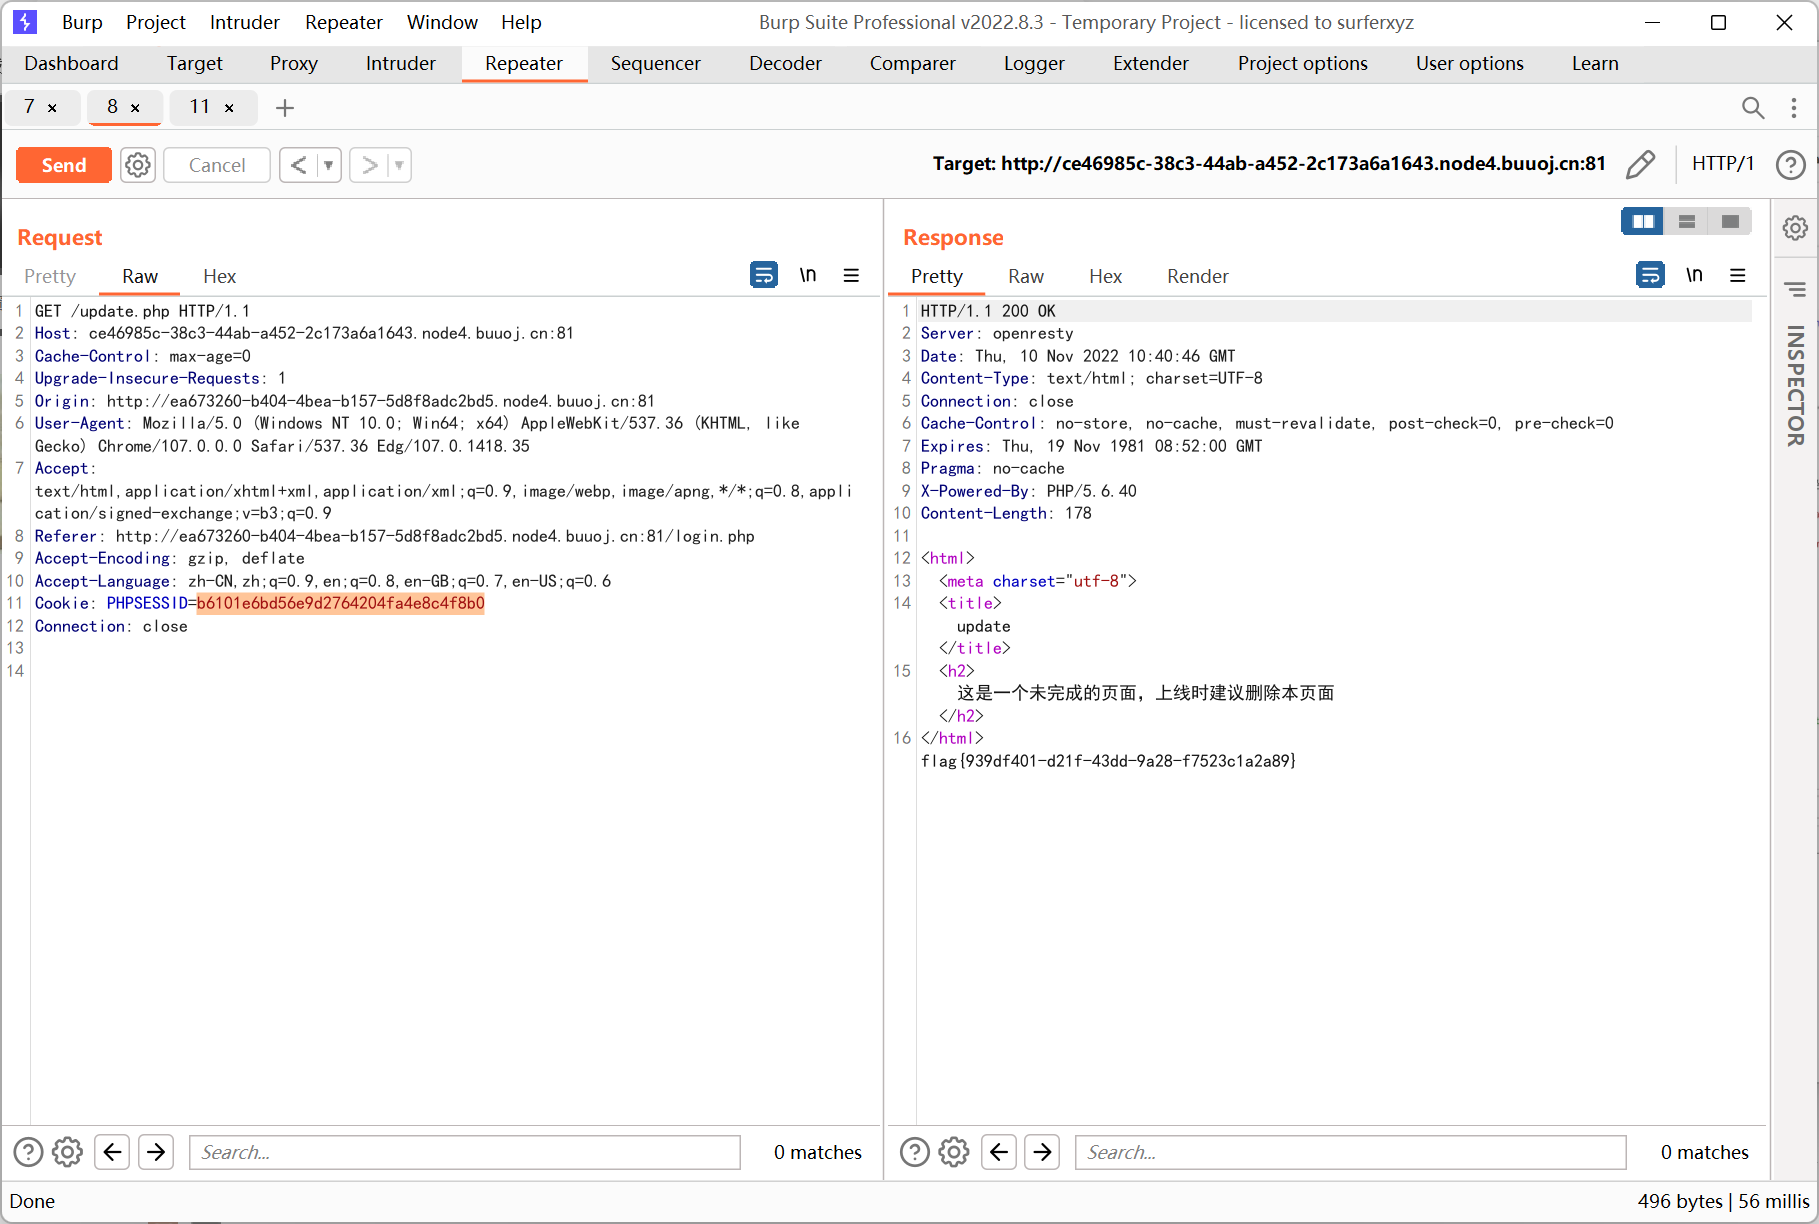 Burp Project Intruder Repeater Window Help Burp Suite Professional v2022.8.3 - Temporary Project - licensed to surferxyz
Dashboard Target Proxy Intruder Repeater Sequencer Decoder Comparer Logger Extender Project options User options Learn
7 × 8 × 11 × +
Send Cancel < > Target: http://ce46985c-38c3-44ab-a452-2c173a6a1643.node4.buuoj.cn:81 HTTP/1 ?
Request
Pretty Raw Hex \n
1 GET /update.php HTTP/1.1
2 Host: ce46985c-38c3-44ab-a452-2c173a6a1643.node4.buuoj.cn:81
3 Cache-Control: max-age=0
4 Upgrade-Insecure-Requests: 1
5 Origin: http://ea673260-b404-4bea-b157-5d8f8adc2bd5.node4.buuoj.cn:81
6 User-Agent: Mozilla/5.0 (Windows NT 10.0; Win64; x64) AppleWebKit/537.36 (KHTML, like
Gecko) Chrome/107.0.0.0 Safari/537.36 Edg/107.0.1418.35
7 Accept:
text/html,application/xhtml+xml,application/xml;q=0.9,image/webp,image/apng,*/*;q=0.8,appli
cation/signed-exchange;v=b3;q=0.9
8 Referer: http://ea673260-b404-4bea-b157-5d8f8adc2bd5.node4.buuoj.cn:81/login.php
9 Accept-Encoding: gzip, deflate
10 Accept-Language: zh-CN,zh;q=0.9,en;q=0.8,en-GB;q=0.7,en-US;q=0.6
11 Cookie: PHPSESSID=b6101e6bd56e9d2764204fa4e8c4f8b0
12 Connection: close
13
14
? Search... 0 matches
Response
Pretty Raw Hex Render \n
1 HTTP/1.1 200 OK
2 Server: openresty
3 Date: Thu, 10 Nov 2022 10:40:46 GMT
4 Content-Type: text/html; charset=UTF-8
5 Connection: close
6 Cache-Control: no-store, no-cache, must-revalidate, post-check=0, pre-check=0
7 Expires: Thu, 19 Nov 1981 08:52:00 GMT
8 Pragma: no-cache
9 X-Powered-By: PHP/5.6.40
10 Content-Length: 178
11
12 <html>
13 <meta charset="utf-8">
14 <title>
update
</title>
15 <h2>
这是一个未完成的页面，上线时建议删除本页面
</h2>
16 </html>
flag{939df401-d21f-43dd-9a28-f7523c1a2a89}
? Search... 0 matches
INSPECTOR
Done 496 bytes | 56 millis